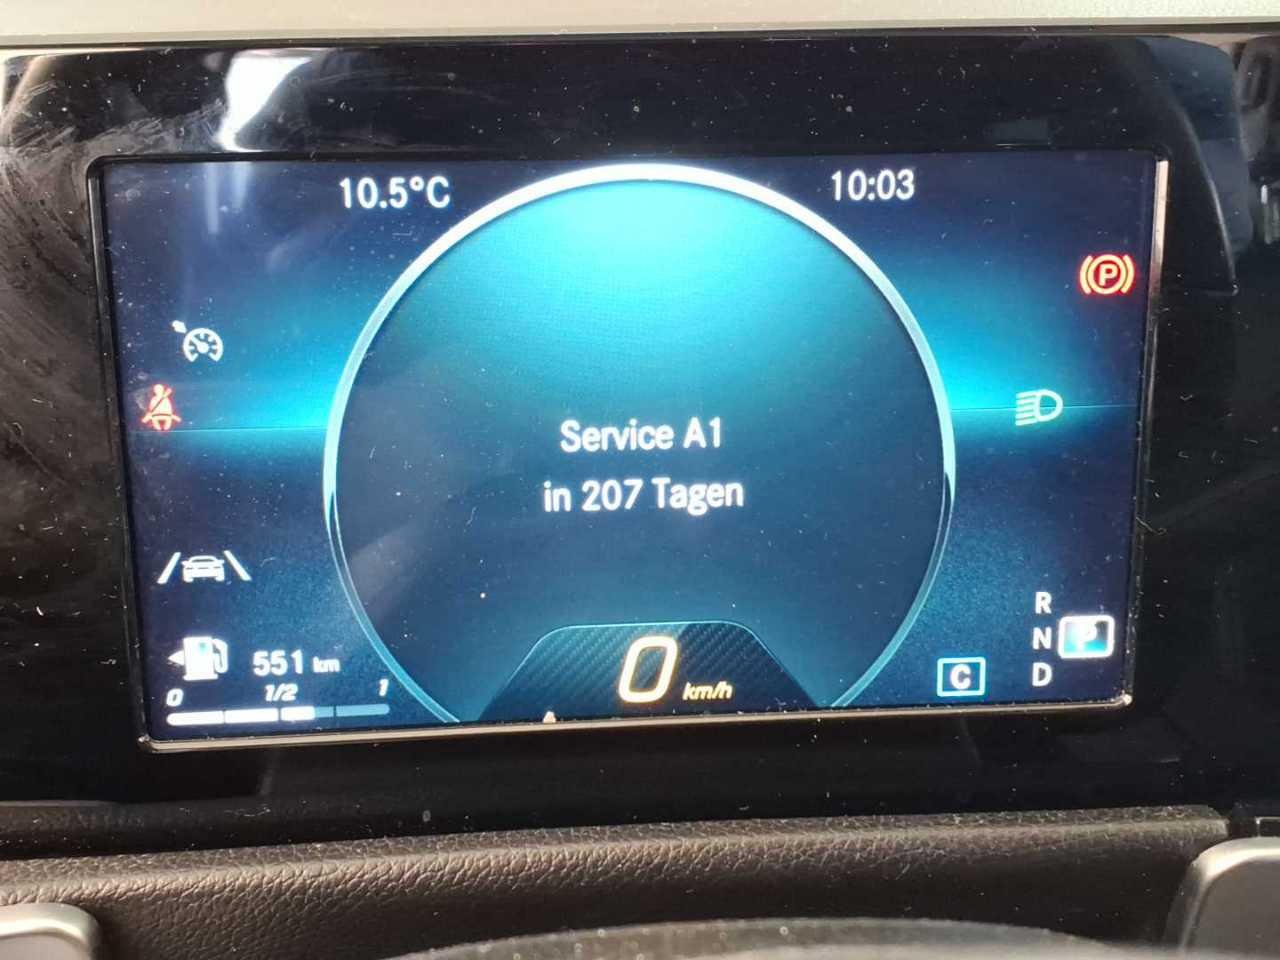 10.5°C
10:03
P
Service A1
in 207 Tagen
R
N P
D
551 km
0 1/2 1
0 km/h
C